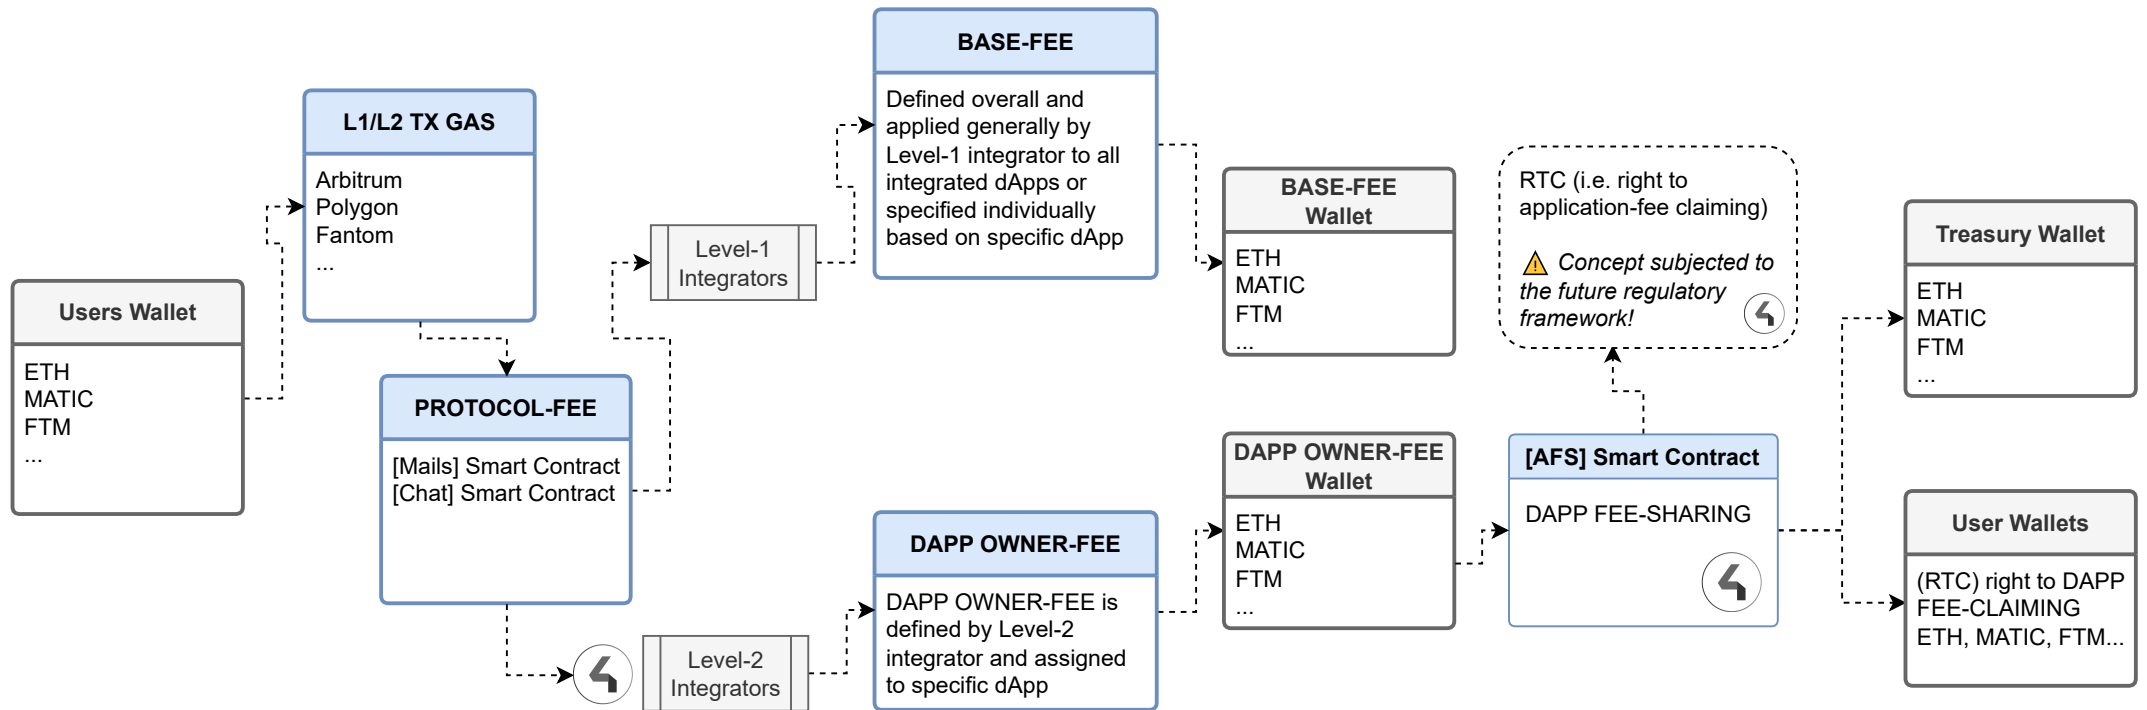 Users Wallet
ETH
MATIC
FTM
...
L1/L2 TX GAS
Arbitrum
Polygon
Fantom
...
PROTOCOL-FEE
[Mails] Smart Contract
[Chat] Smart Contract
Level-1
Integrators
BASE-FEE
Defined overall and
applied generally by
Level-1 integrator to all
integrated dApps or
specified individually
based on specific dApp
BASE-FEE
Wallet
ETH
MATIC
FTM
...
Level-2
Integrators
DAPP OWNER-FEE
DAPP OWNER-FEE is
defined by Level-2
integrator and assigned
to specific dApp
DAPP OWNER-FEE
Wallet
ETH
MATIC
FTM
...
RTC (i.e. right to
application-fee claiming)
Concept subjected to
the future regulatory
framework!
[AFS] Smart Contract
DAPP FEE-SHARING
Treasury Wallet
ETH
MATIC
FTM
...
User Wallets
(RTC) right to DAPP
FEE-CLAIMING
ETH, MATIC, FTM...